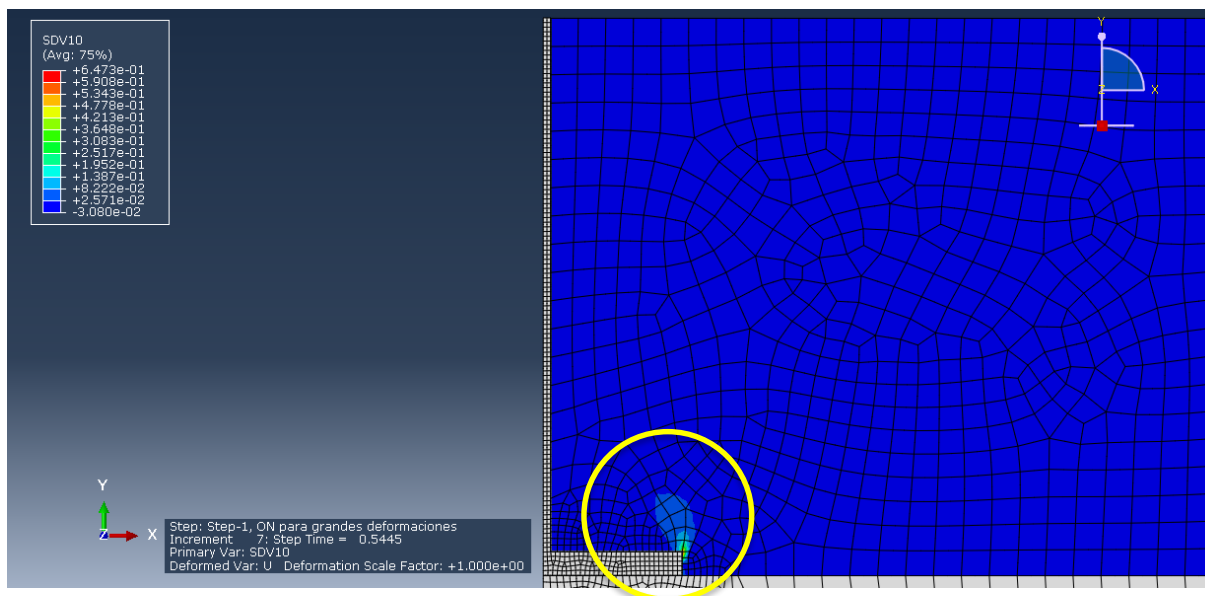 SDV10
(Avg: 75%)
+6.473e-01
+5.908e-01
+5.343e-01
+4.778e-01
+4.213e-01
+3.648e-01
+3.083e-01
+2.517e-01
+1.952e-01
+1.387e-01
+8.222e-02
+2.571e-02
-3.080e-02
Y
Z
X
Y
Z
X
Step: Step-1, ON para grandes deformaciones
Increment 7: Step Time = 0.5445
Primary Var: SDV10
Deformed Var: U Deformation Scale Factor: +1.000e+00